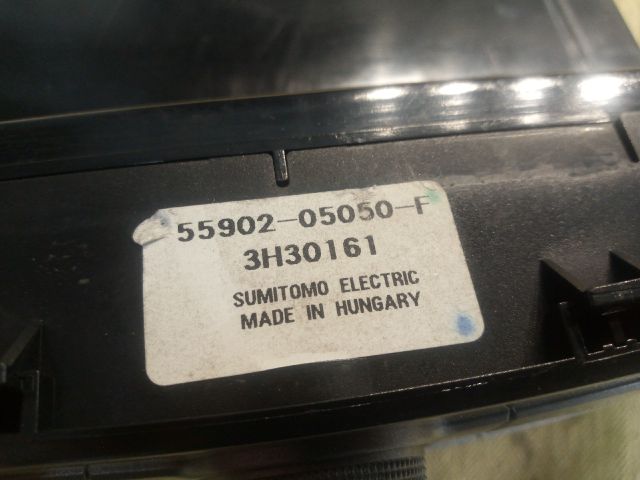 55902-05050-F
3H30161
SUMITOMO ELECTRIC
MADE IN HUNGARY